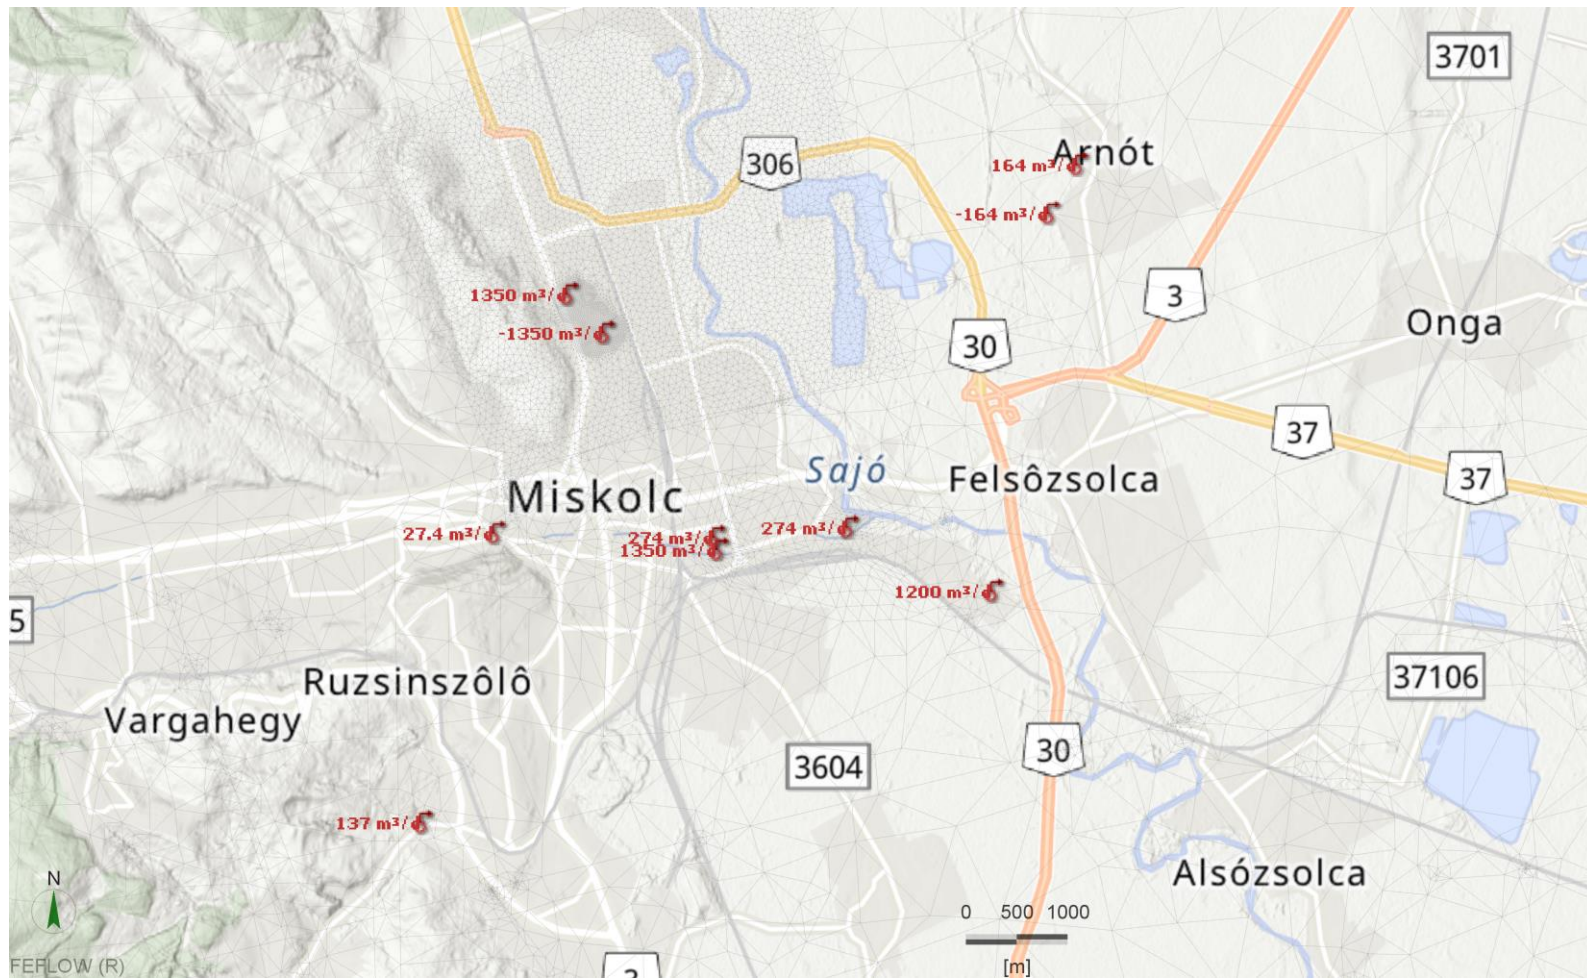 3701
306
Arnót
164 m³/
-164 m³/
1350 m³/
3
-1350 m³/
Onga
30
37
Sajó
Felsôzsolca
37
Miskolc
27.4 m³/
274 m³/
274 m³/
1350 m³/
1200 m³/
5
Ruzsinszôlô
37106
Vargahegy
30
3604
137 m³/
Alsózsolca
N
0 500 1000
[m]
FEFLOW (R)
3